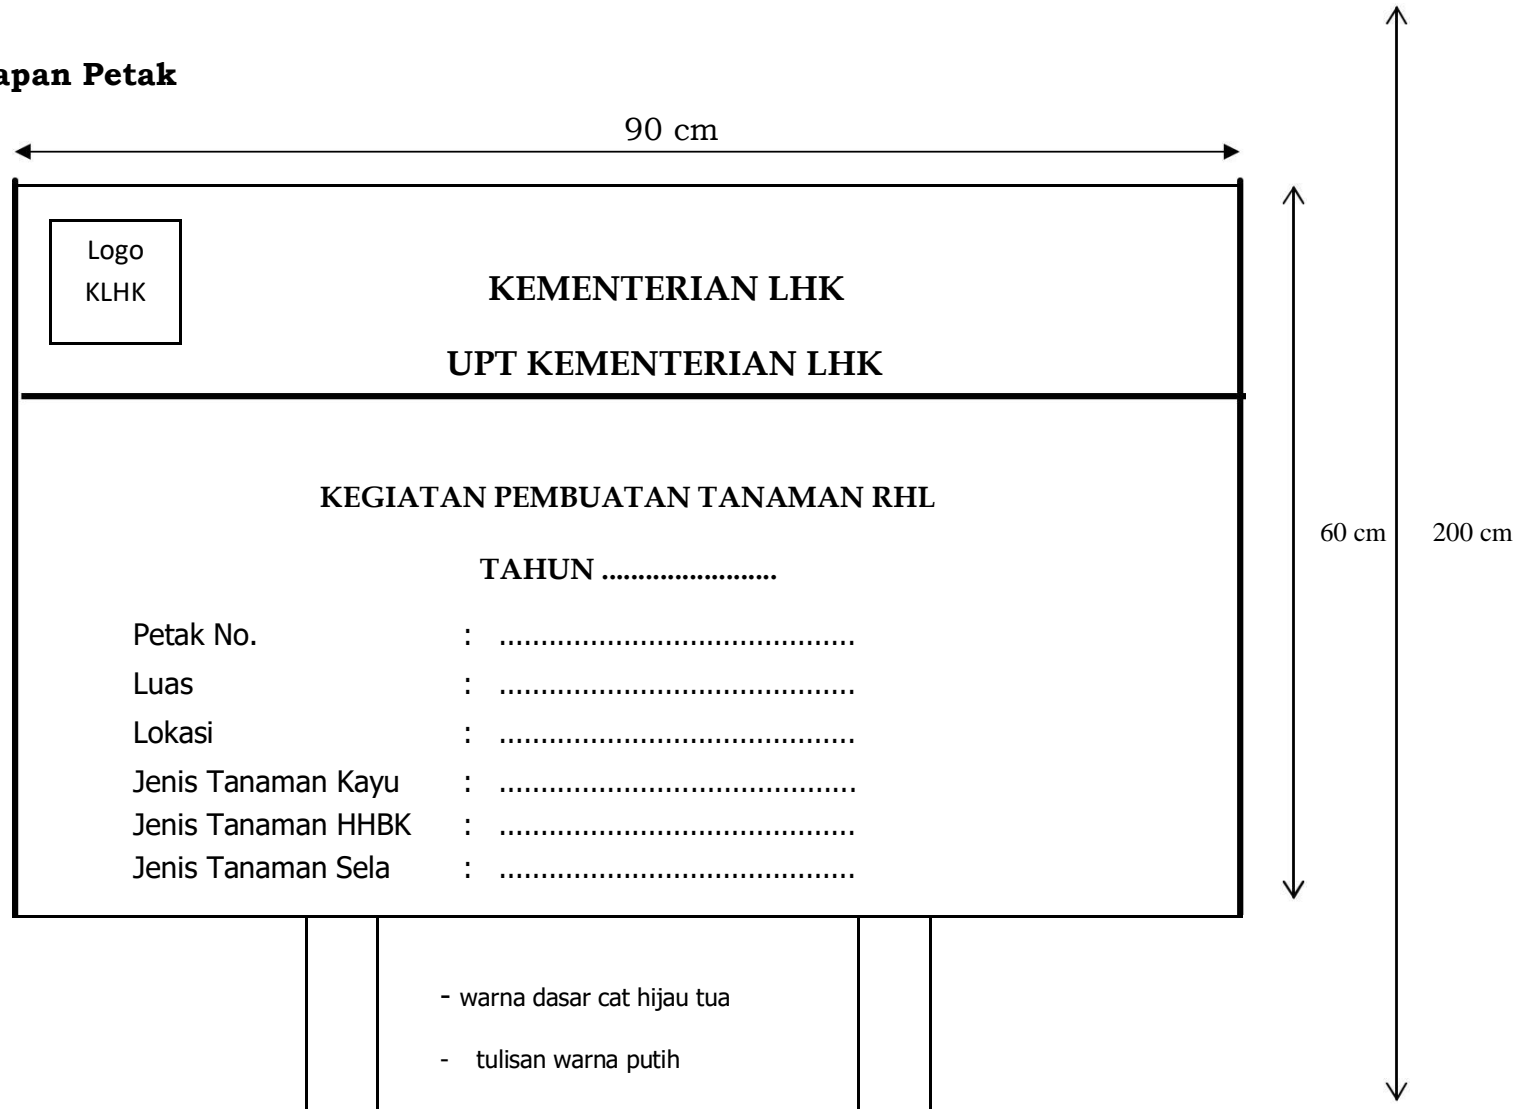 apan Petak
90 cm
Logo
KLHK
KEMENTERIAN LHK
UPT KEMENTERIAN LHK
KEGIATAN PEMBUATAN TANAMAN RHL
60 cm
200 cm
TAHUN ........................
Petak No. : ...........................................
Luas : ...........................................
Lokasi : ...........................................
Jenis Tanaman Kayu : ...........................................
Jenis Tanaman HHBK : ...........................................
Jenis Tanaman Sela : ...........................................
- warna dasar cat hijau tua
- tulisan warna putih